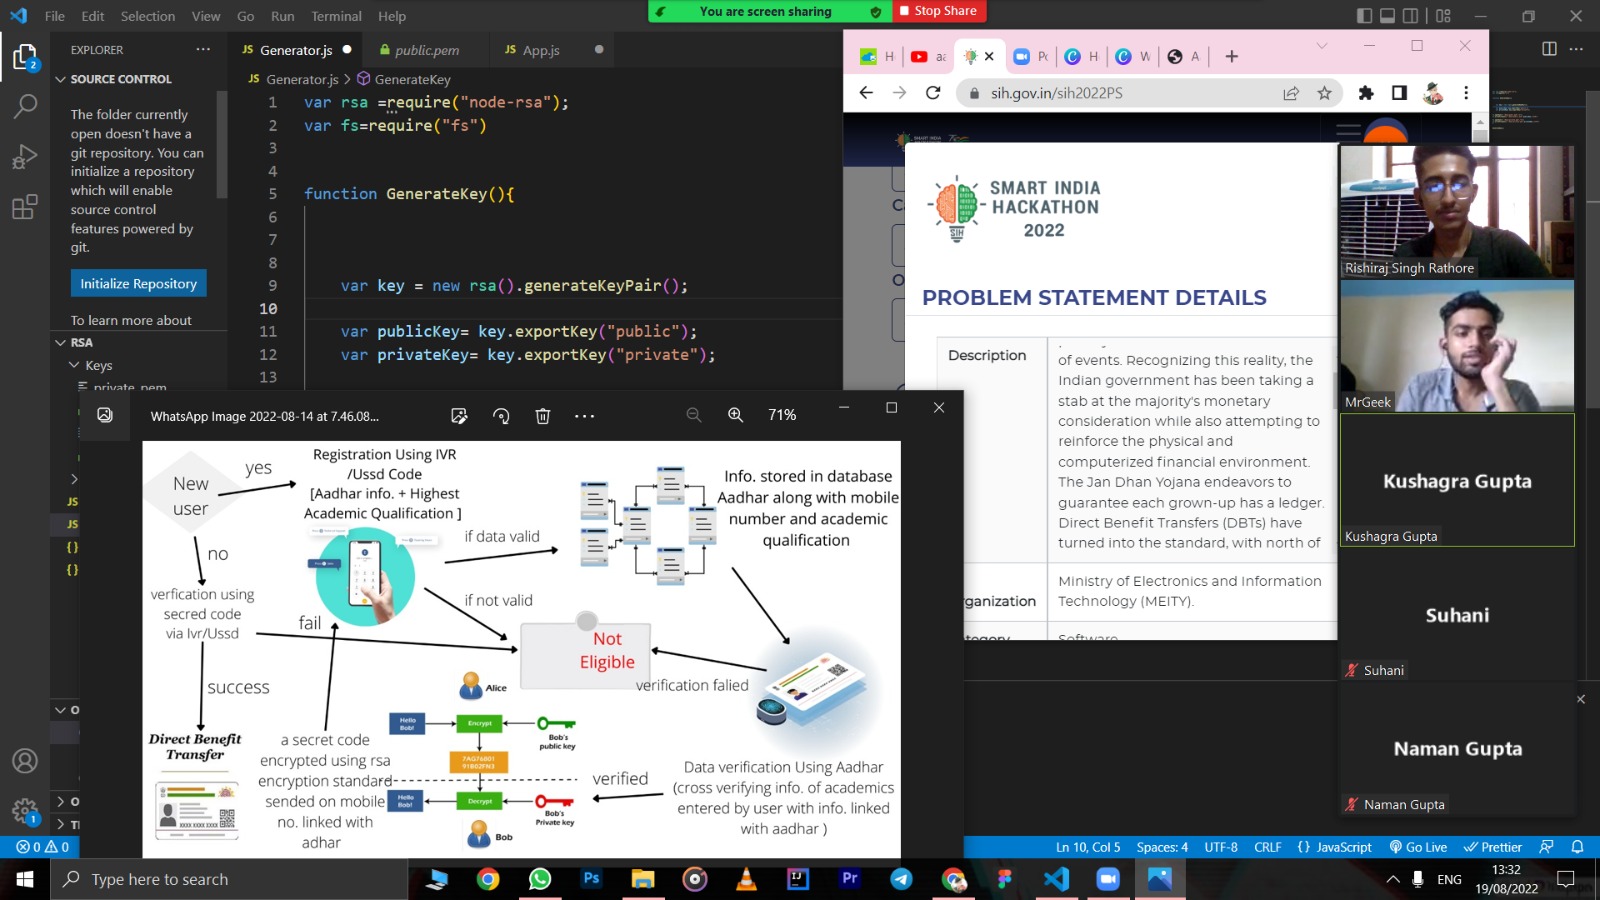 File Edit Selection View Go Run Terminal Help
You are screen sharing
Stop Share
EXPLORER
SOURCE CONTROL
The folder currently
open doesn't have a
git repository. You can
initialize a repository
which will enable
source control
features powered by
git.
Initialize Repository
To learn more about
RSA
Keys
private.pem
JS Generator.js
public.pem
JS App.js
JS Generator.js > GenerateKey
1 var rsa =require("node-rsa");
2 var fs=require("fs")
3
4
5 function GenerateKey(){
6
7
8
9 var key = new rsa().generateKeyPair();
10
11 var publicKey= key.exportKey("public");
12 var privateKey= key.exportKey("private");
13
sih.gov.in/sih2022PS
SMART INDIA
HACKATHON
2022
SIH
PROBLEM STATEMENT DETAILS
Description
of events. Recognizing this reality, the
Indian government has been taking a
stab at the majority's monetary
consideration while also attempting to
reinforce the physical and
computerized financial environment.
The Jan Dhan Yojana endeavors to
guarantee each grown-up has a ledger.
Direct Benefit Transfers (DBTs) have
turned into the standard, with north of
rganization
Ministry of Electronics and Information
Technology (MEITY).
Software
Rishiraj Singh Rathore
MrGeek
Kushagra Gupta
Kushagra Gupta
Suhani
Suhani
Naman Gupta
Naman Gupta
WhatsApp Image 2022-08-14 at 7.46.08...
71%
New
user
yes
no
Registration Using IVR
/Ussd Code
[Aadhar info. + Highest
Academic Qualification ]
if data valid
if not valid
Info. stored in database
Aadhar along with mobile
number and academic
qualification
verfication using
secred code
via Ivr/Ussd
fail
success
Not
Eligible
verification falied
Direct Benefit
Transfer
a secret code
encrypted using rsa
encryption standard
sended on mobile
no. linked with
adhar
Alice
Hello
Bob!
Encrypt
Bob's
public key
Hello
Bob!
Decrypt
Bob's
Private key
Bob
verified
Data verification Using Aadhar
(cross verifying info. of academics
entered by user with info. linked
with aadhar )
0 0
Ln 10, Col 5 Spaces: 4 UTF-8 CRLF {} JavaScript Go Live Prettier
Type here to search
ENG
13:32
19/08/2022